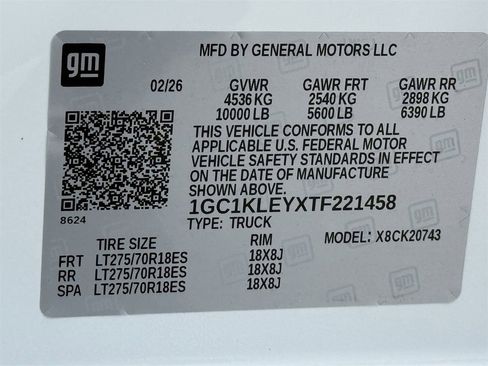 gm
MFD BY GENERAL MOTORS LLC
02/26 GVWR GAWR FRT GAWR RR
4536 KG 2540 KG 2898 KG
10000 LB 5600 LB 6390 LB
THIS VEHICLE CONFORMS TO ALL
APPLICABLE U.S. FEDERAL MOTOR
VEHICLE SAFETY STANDARDS IN EFFECT
ON THE DATE OF MANUFACTURE
SHOWN ABOVE.
8624
1GC1KLEYXTF221458
TYPE: TRUCK
TIRE SIZE RIM MODEL: X8CK20743
FRT LT275/70R18ES 18X8J
RR LT275/70R18ES 18X8J
SPA LT275/70R18ES 18X8J